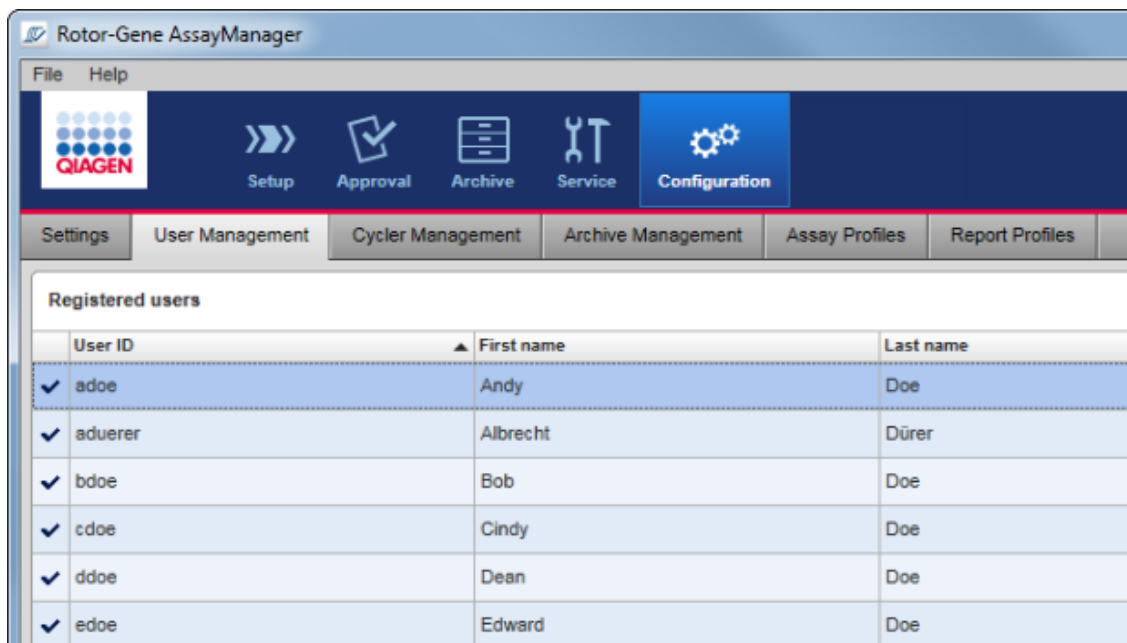 Rotor-Gene AssayManager
File Help
QIAGEN
Setup Approval Archive Service Configuration
Settings User Management Cycler Management Archive Management Assay Profiles Report Profiles
Registered users
User ID First name Last name
adoe Andy Doe
aduerer Albrecht Dürer
bdoe Bob Doe
cdoe Cindy Doe
ddoe Dean Doe
edoe Edward Doe